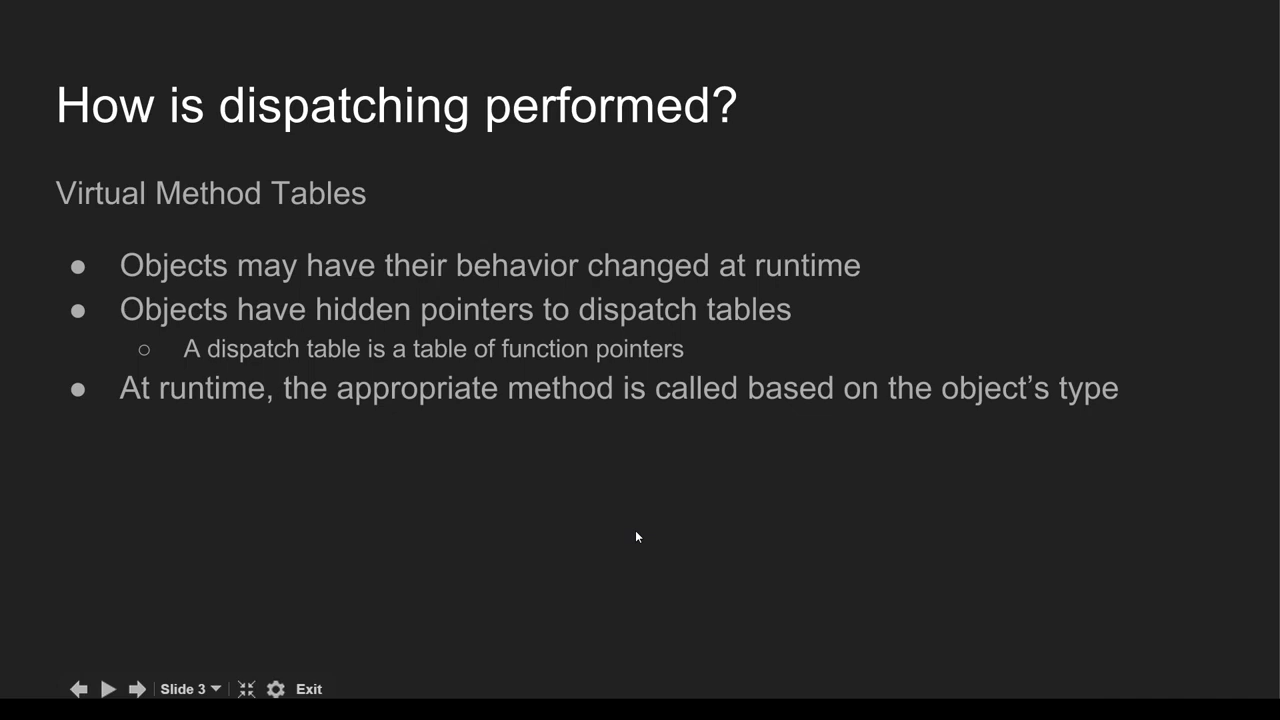 How is dispatching performed?
Virtual Method Tables
● Objects may have their behavior changed at runtime
● Objects have hidden pointers to dispatch tables
○ A dispatch table is a table of function pointers
● At runtime, the appropriate method is called based on the object’s type
Slide 3 Exit